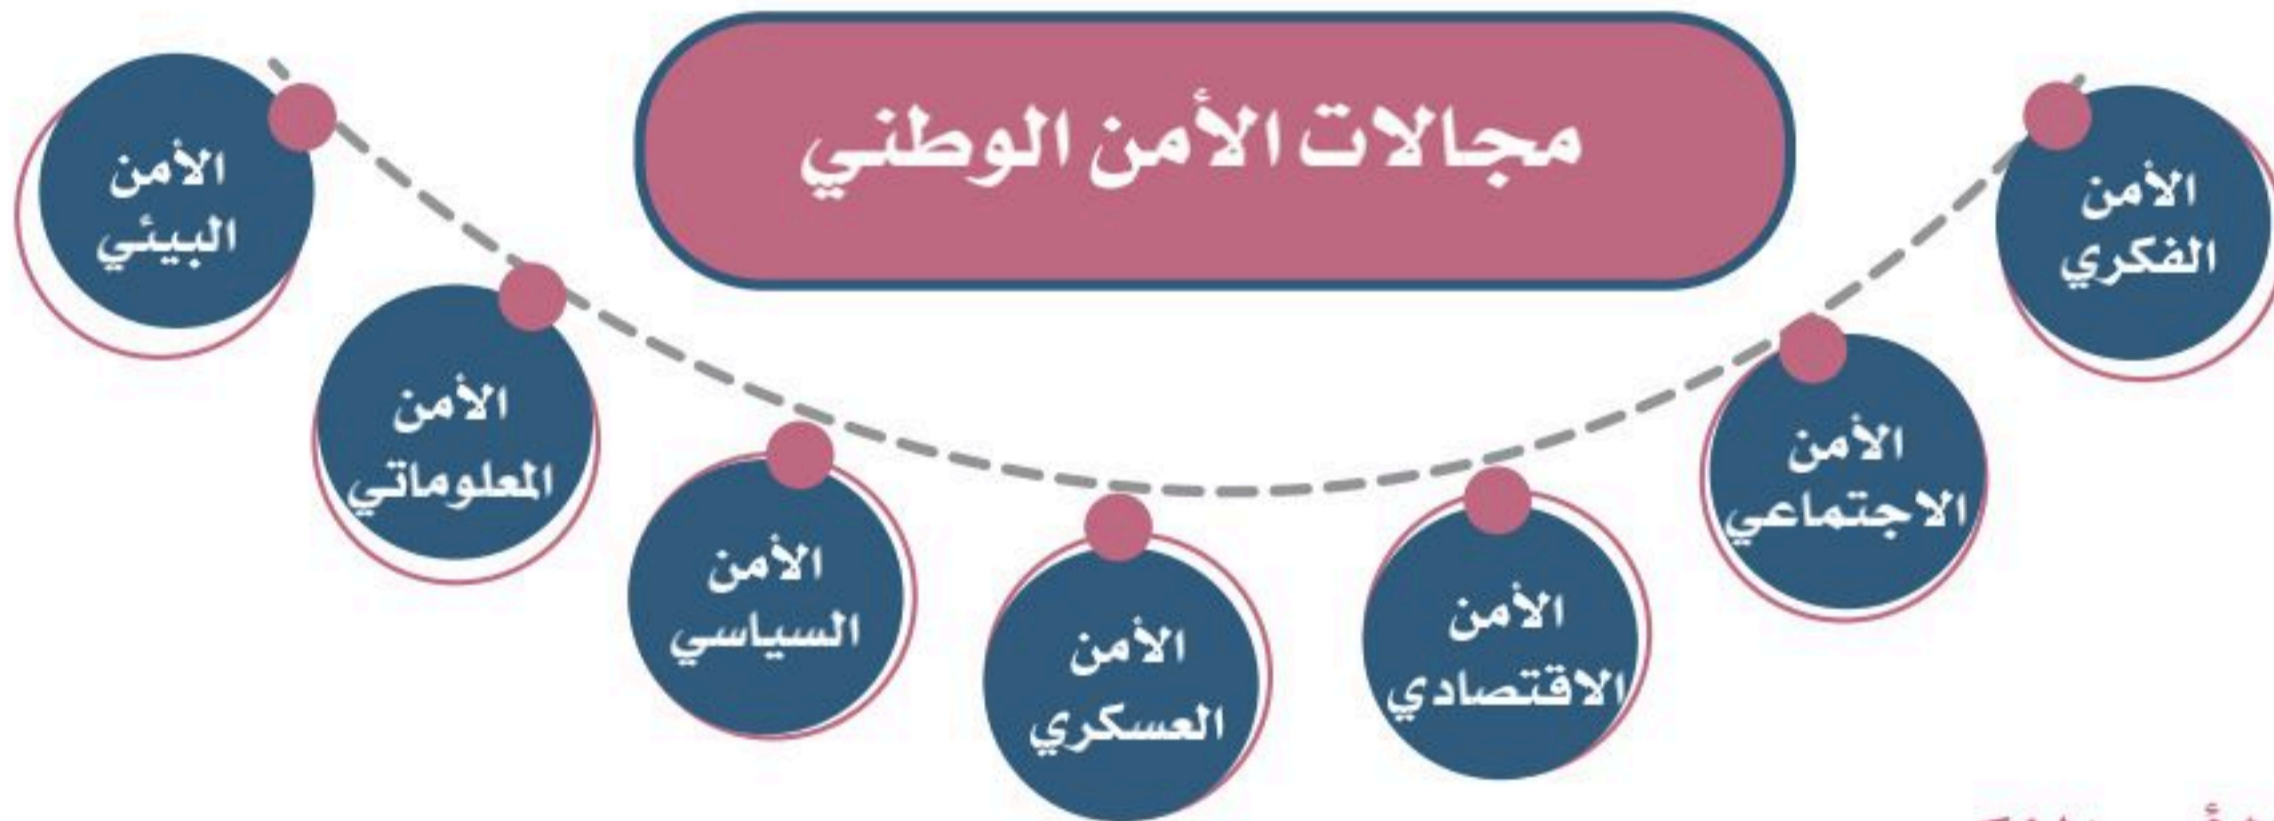 مجالات الأمن الوطني
الأمن
الفكري
الأمن
الاجتماعي
الأمن
الاقتصادي
الأمن
العسكري
الأمن
السياسي
الأمن
المعلوماتي
الأمن
البيئي